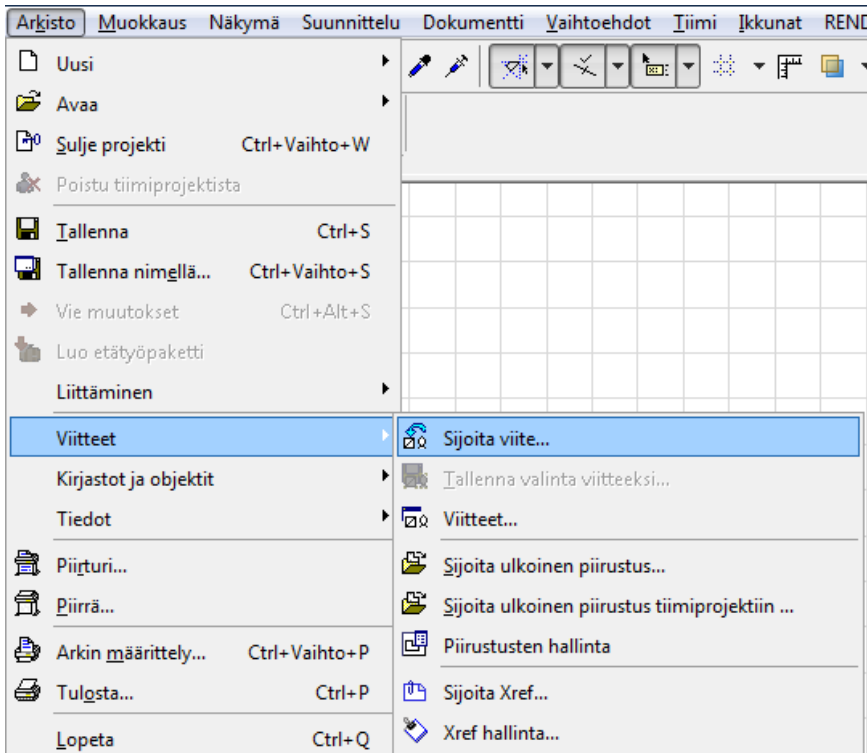 Arkisto Muokkaus Näkymä Suunnittelu Dokumentti Vaihtoehdot Tiimi Ikkunat REND
Uusi
Avaa
Sulje projekti Ctrl+Vaihto+W
Poistu tiimiprojektista
Tallenna Ctrl+S
Tallenna nimellä... Ctrl+Vaihto+S
Vie muutokset Ctrl+Alt+S
Luo etätyöpaketti
Liittäminen
Viitteet
Kirjastot ja objektit
Tiedot
Piirturi...
Piirrä...
Arkin määrittely... Ctrl+Vaihto+P
Tulosta... Ctrl+P
Lopeta Ctrl+Q
Sijoita viite...
Tallenna valinta viitteeksi...
Viitteet...
Sijoita ulkoinen piirustus...
Sijoita ulkoinen piirustus tiimiprojektiin ...
Piirustusten hallinta
Sijoita Xref...
Xref hallinta...